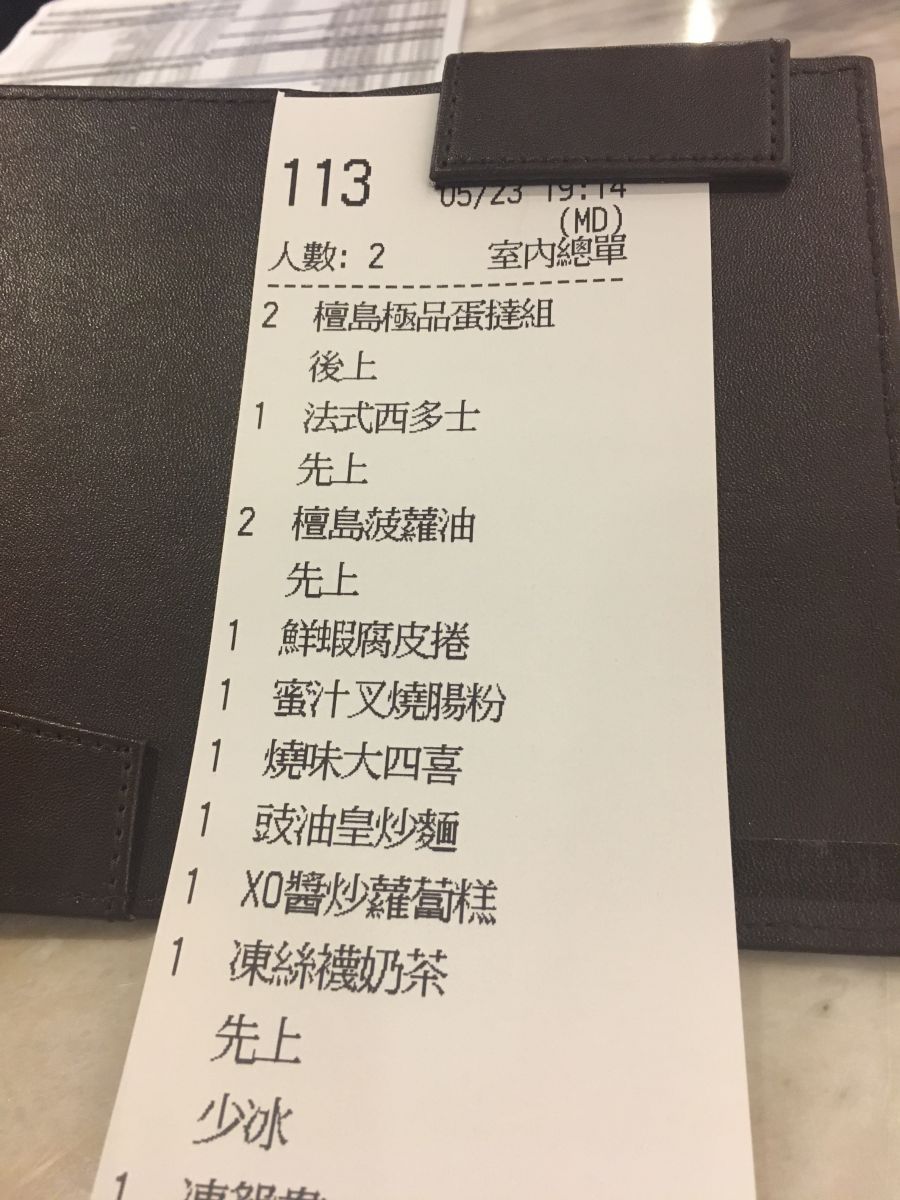 113 05/23 19:14
(MD)
人數: 2 室內總單
2 檀島極品蛋撻組
後上
1 法式西多士
先上
2 檀島菠蘿油
先上
1 鮮蝦腐皮捲
1 蜜汁叉燒腸粉
1 燒味大四喜
1 豉油皇炒麵
1 XO醬炒蘿蔔糕
1 凍絲襪奶茶
先上
少冰
1 凍鴛鴦